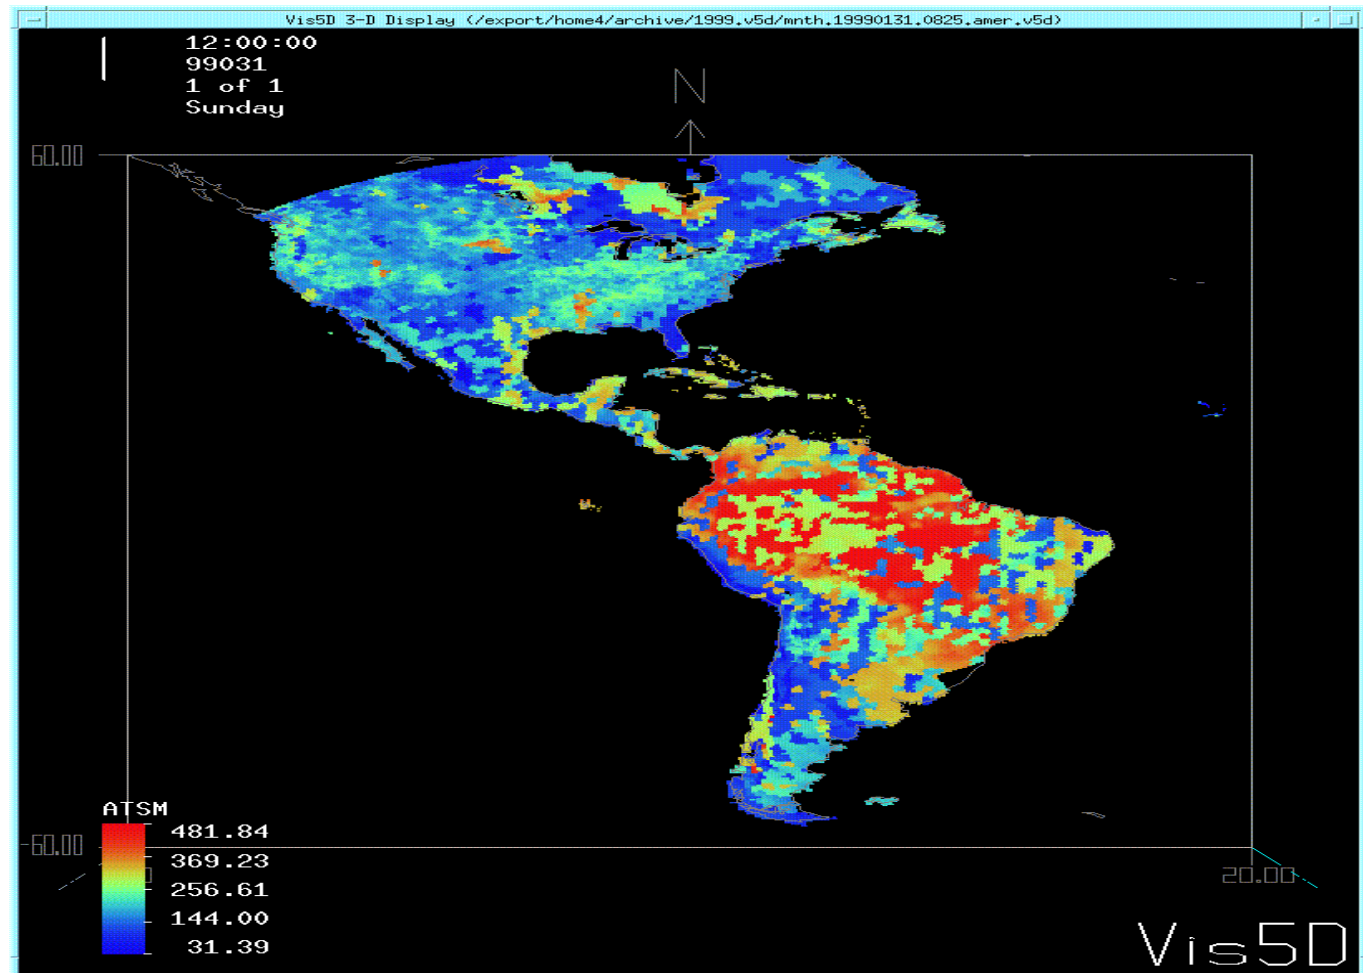 Vis5D 3-D Display (/export/home4/archive/1999.v5d/mnth.19990131.0825.amer.v5d)
12:00:00
99031
1 of 1
Sunday
N
60.00
ATSM
481.84
-60.00
369.23
20.00
256.61
144.00
31.39
Vis5D